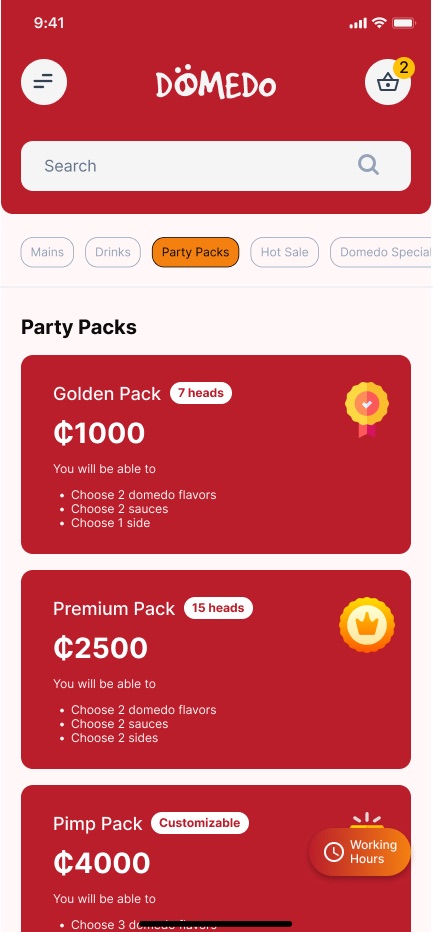 9:41
DÖMEDO
2
Search
Mains
Drinks
Party Packs
Hot Sale
Domedo Special
Party Packs
Golden Pack 7 heads
₵1000
You will be able to
• Choose 2 domedo flavors
• Choose 2 sauces
• Choose 1 side
Premium Pack 15 heads
₵2500
You will be able to
• Choose 2 domedo flavors
• Choose 2 sauces
• Choose 2 sides
Pimp Pack Customizable
₵4000
Working
Hours
You will be able to
• Choose 3 domedo flavors